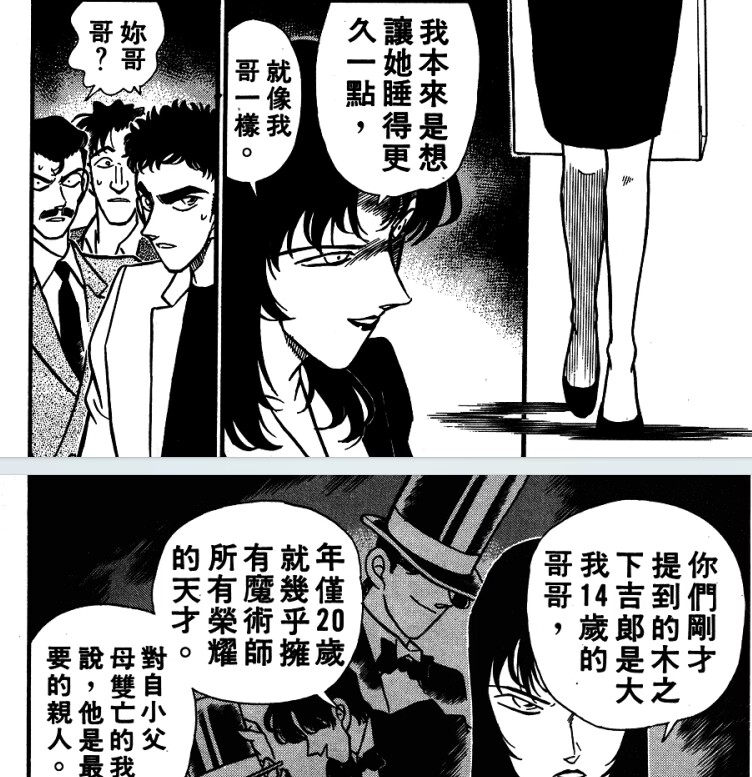 我本來是想
讓她睡得更
久一點，
就像我
哥一樣。
妳哥
哥？
你們剛才
提到的木之
下吉郎是大
我14歲的
哥哥，
年僅20歲
就幾乎擁
有魔術師
所有榮耀
的天才。
對自小父
母雙亡的我
說，他是最
要的親人。